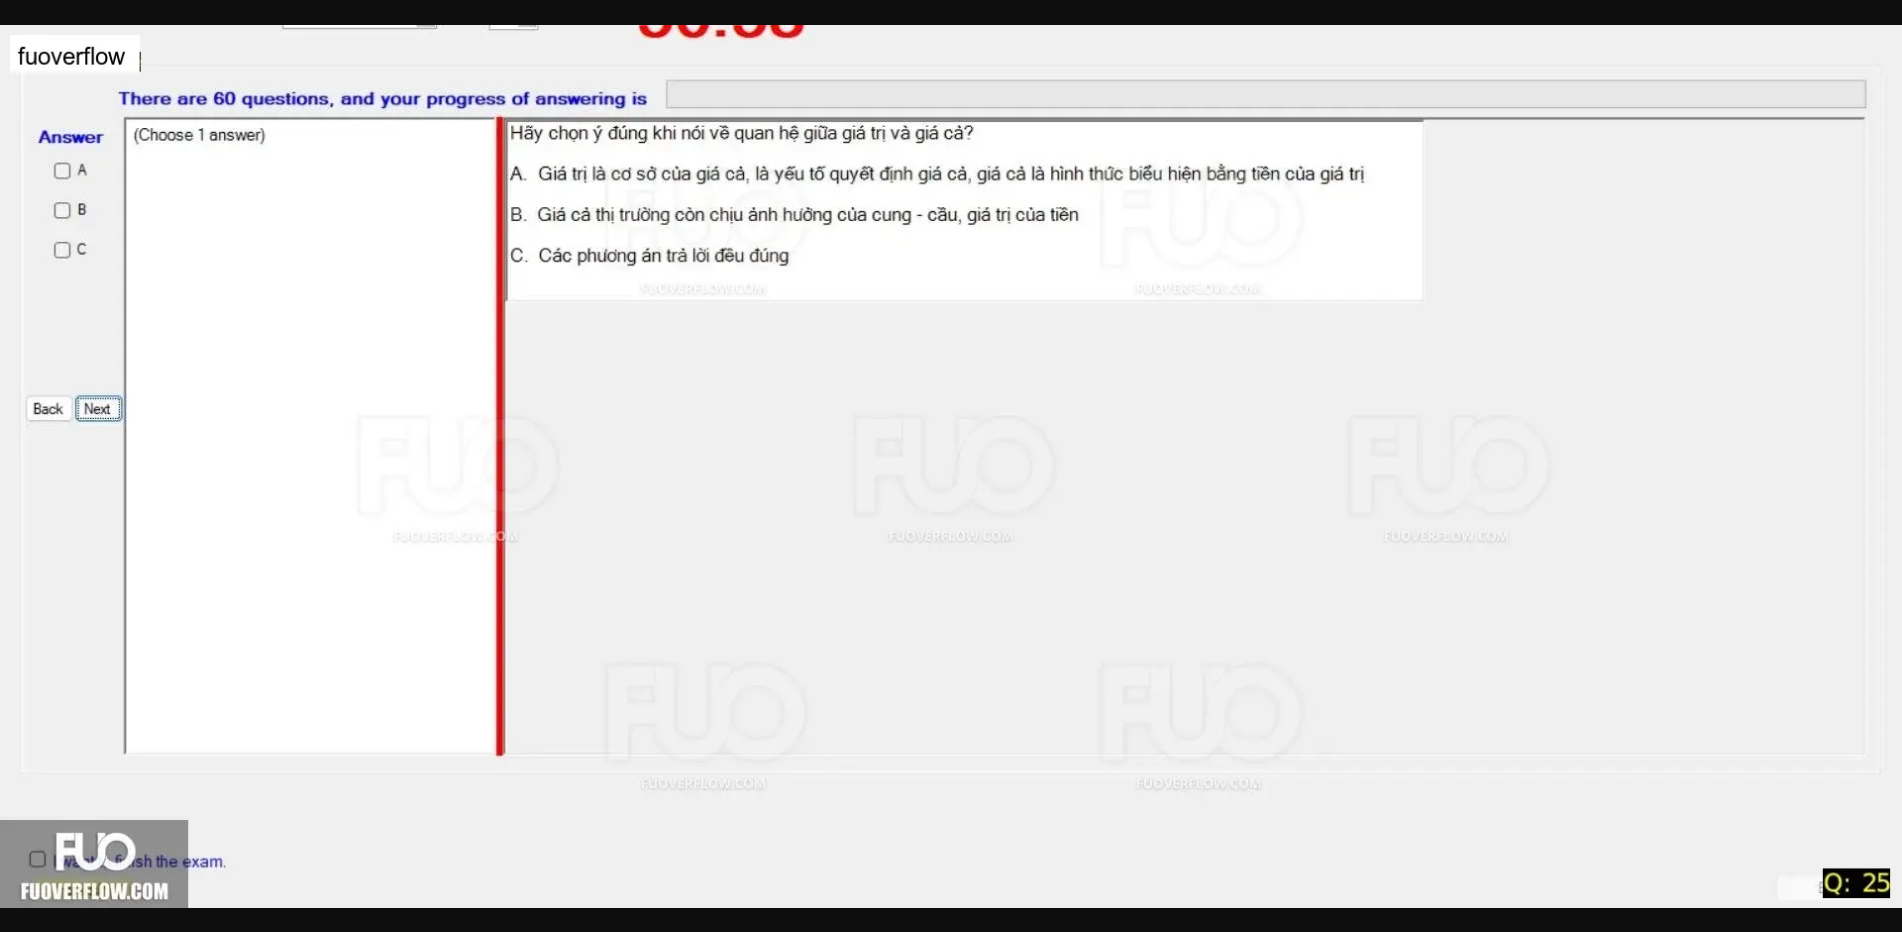 fuoverflow
There are 60 questions, and your progress of answering is
Answer
(Choose 1 answer)
A
B
C
Back
Next
Hãy chọn ý đúng khi nói về quan hệ giữa giá trị và giá cả?
A. Giá trị là cơ sở của giá cả, là yếu tố quyết định giá cả, giá cả là hình thức biểu hiện bằng tiền của giá trị
B. Giá cả thị trường còn chịu ảnh hưởng của cung - cầu, giá trị của tiền
C. Các phương án trả lời đều đúng
FUO
FUOVERFLOW.COM
FUO
FUOVERFLOW.COM
FUO
FUOVERFLOW.COM
FUO
FUOVERFLOW.COM
FUO
FUOVERFLOW.COM
FUO
FUOVERFLOW.COM
FUO
FUOVERFLOW.COM
the exam.
FUO
FUOVERFLOW.COM
Q: 25